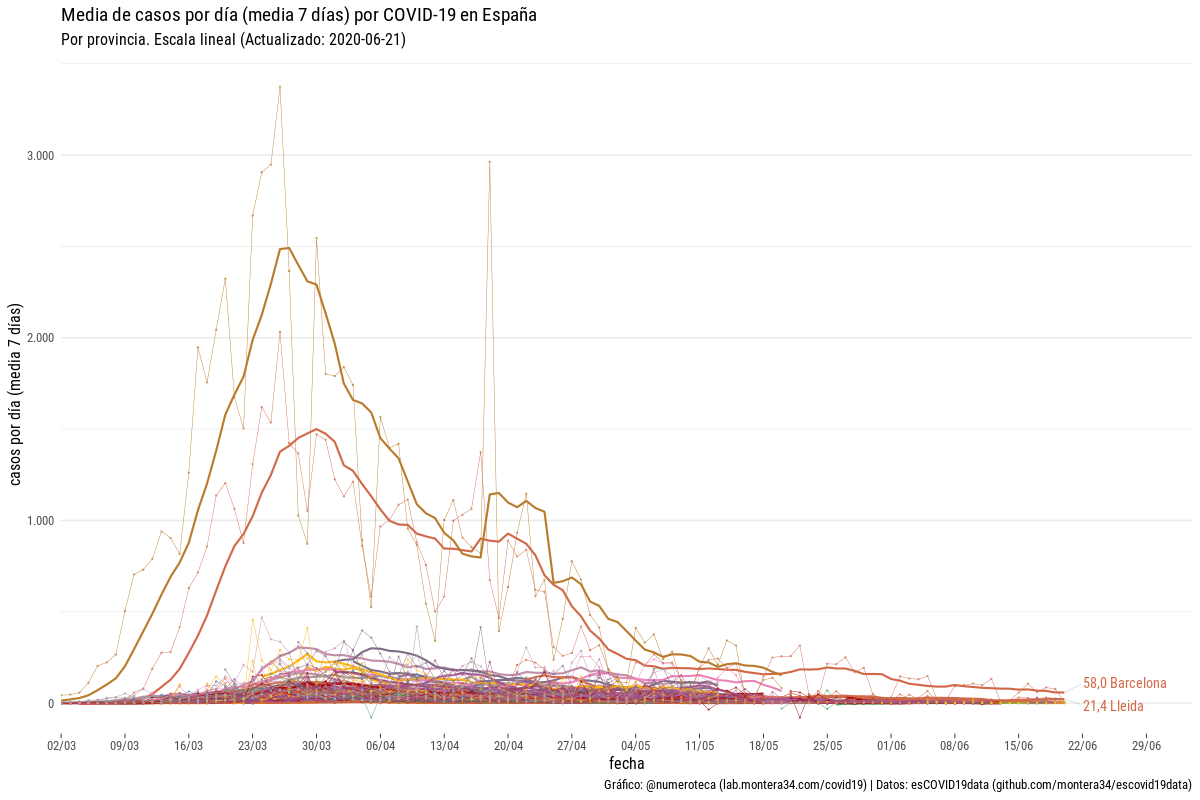 Media de casos por día (media 7 días) por COVID-19 en España
Por provincia. Escala lineal (Actualizado: 2020-06-21)
casos por día (media 7 días)
3.000
2.000
1.000
0
58,0 Barcelona
21,4 Lleida
02/03 09/03 16/03 23/03 30/03 06/04 13/04 20/04 27/04 04/05 11/05 18/05 25/05 01/06 08/06 15/06 22/06 29/06
fecha
Gráfico: @numeroteca (lab.montera34.com/covid19) | Datos: esCOVID19data (github.com/montera34/escovid19data)